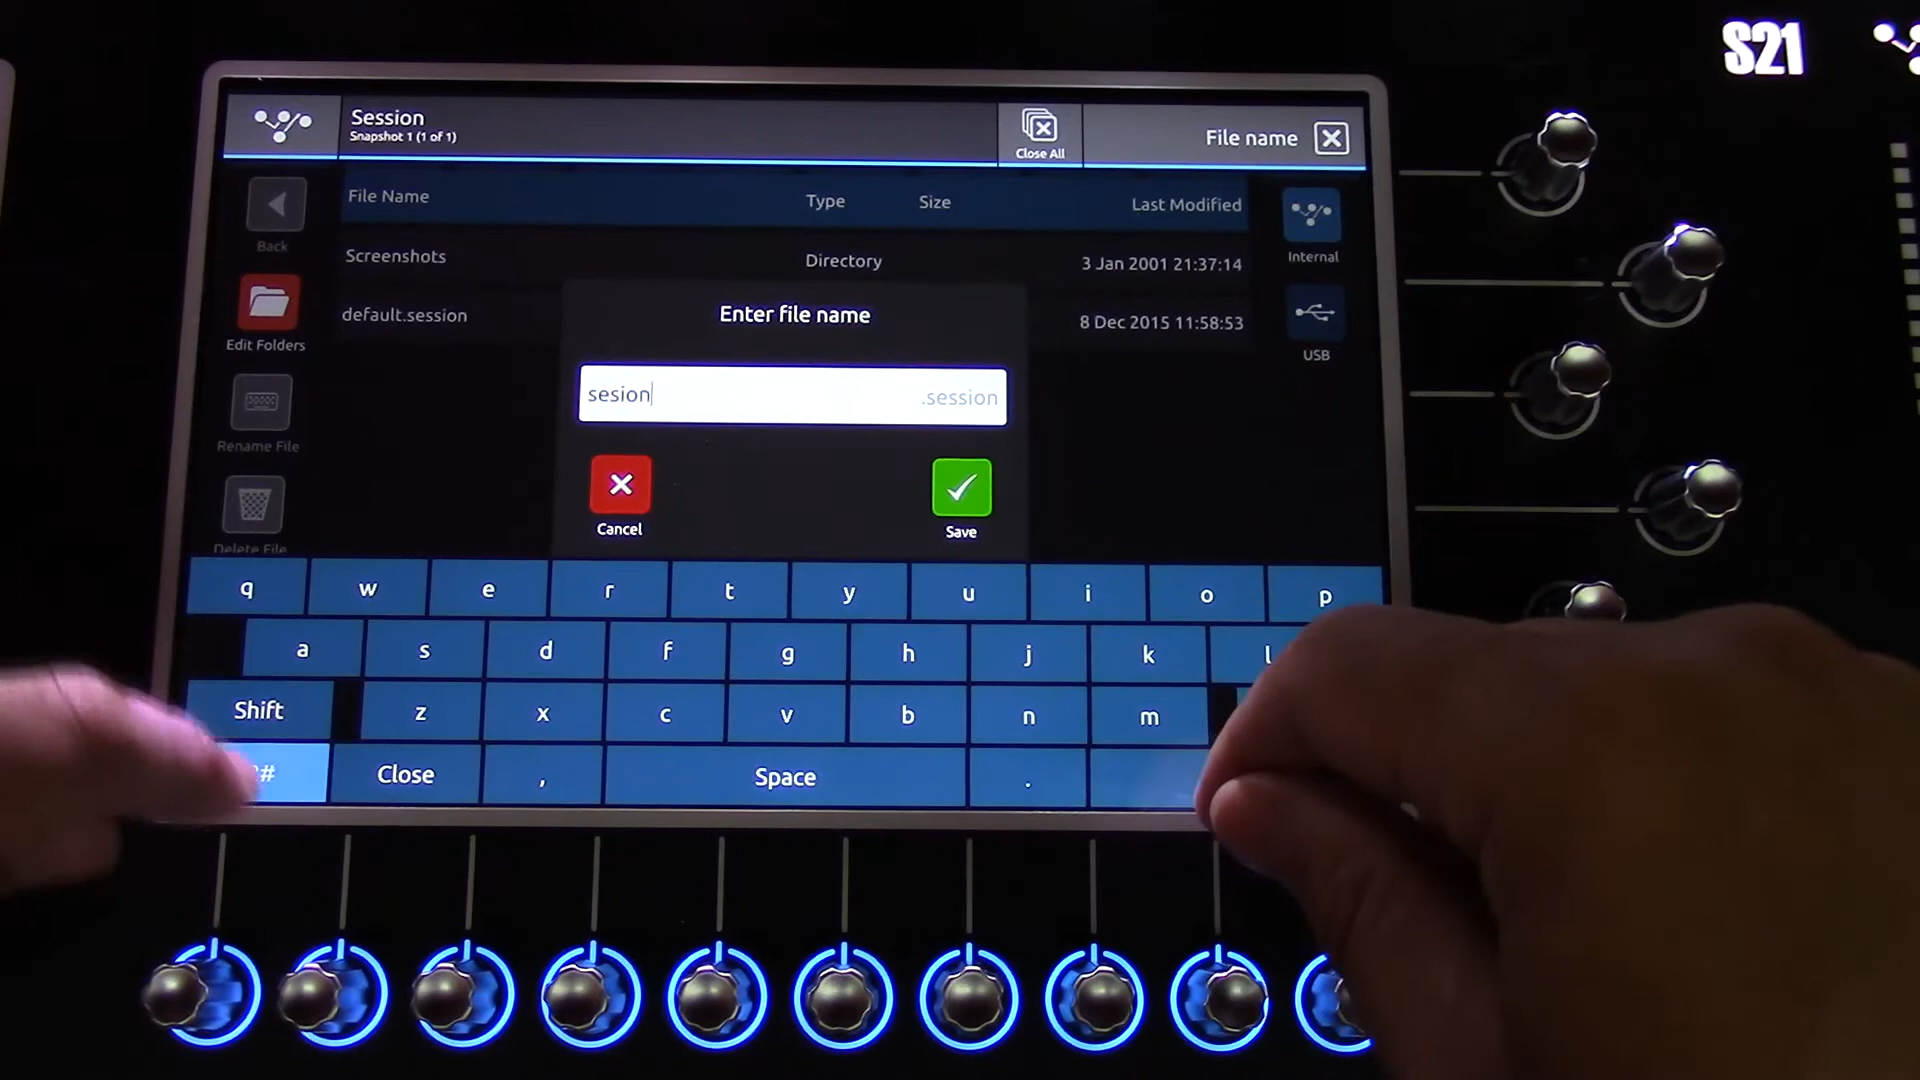 S21
Session
Snapshot 1 (1 of 1)
Close All
File name
File Name Type Size Last Modified
Back
Internal
Screenshots Directory 3 Jan 2001 21:37:14
default.session 8 Dec 2015 11:58:53
Edit Folders
USB
Enter file name
sesion .session
Rename File
Cancel Save
Delete File
q w e r t y u i o p
a s d f g h j k l
Shift z x c v b n m
# Close , Space .